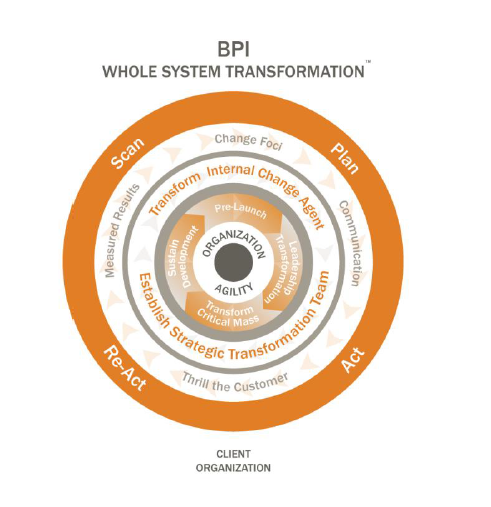 BPI
WHOLE SYSTEM TRANSFORMATION™
Scan
Plan
Act
Re-Act
Change Foci
Communication
Thrill the Customer
Measured Results
Transform Internal Change Agent
Establish Strategic Transformation Team
Pre-Launch
Leadership
Transformation
Transform
Critical Mass
Sustain
Development
ORGANIZATION
AGILITY
CLIENT
ORGANIZATION